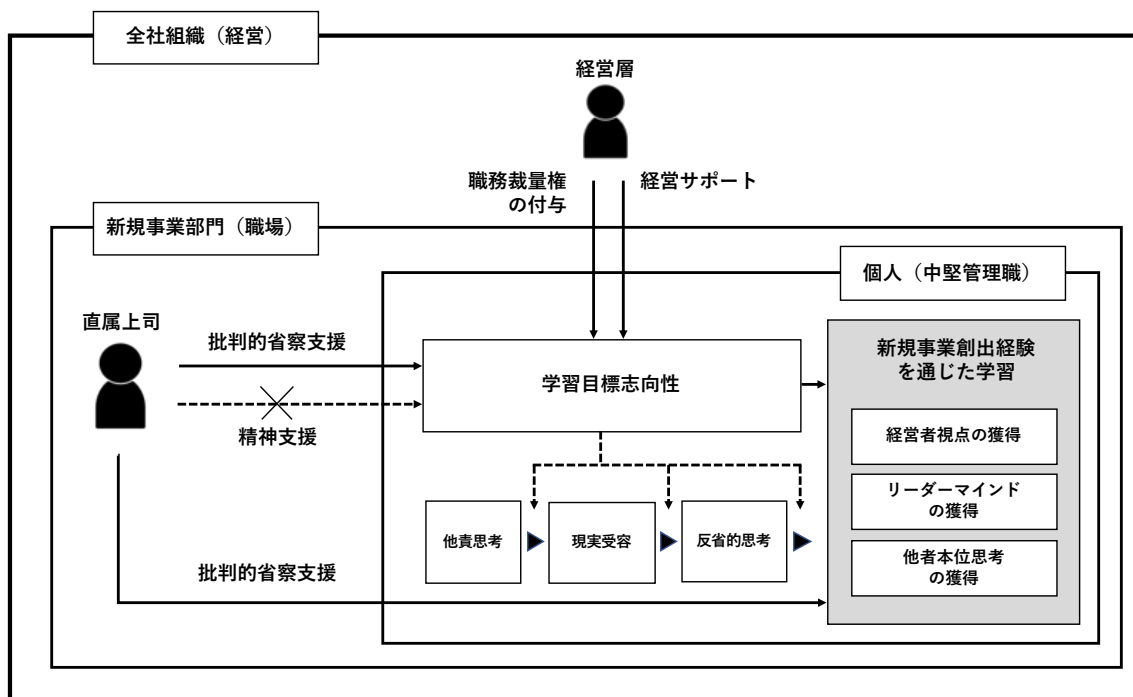 全社組織（経営）
経営層
職務裁量権
の付与
経営サポート
新規事業部門（職場）
個人（中堅管理職）
直属上司
批判的省察支援
精神支援
学習目標志向性
新規事業創出経験
を通じた学習
経営者視点の獲得
リーダーマインド
の獲得
他者本位思考
の獲得
他責思考
現実受容
反省的思考
批判的省察支援